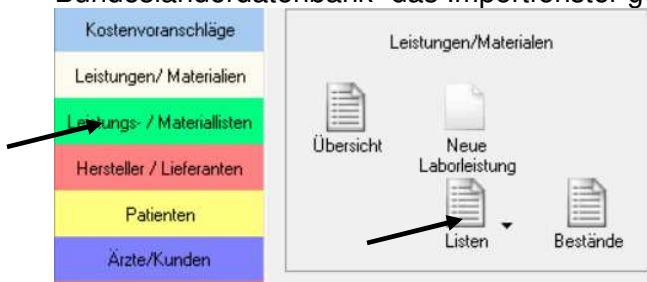 Bundesländerdatenbank das Importfenster g
Kostenvoranschläge
Leistungen/ Materialien
Leistungs- / Materiallisten
Hersteller / Lieferanten
Patienten
Ärzte/Kunden
Leistungen/Materialen
Übersicht
Neue
Laborleistung
Listen
Bestände